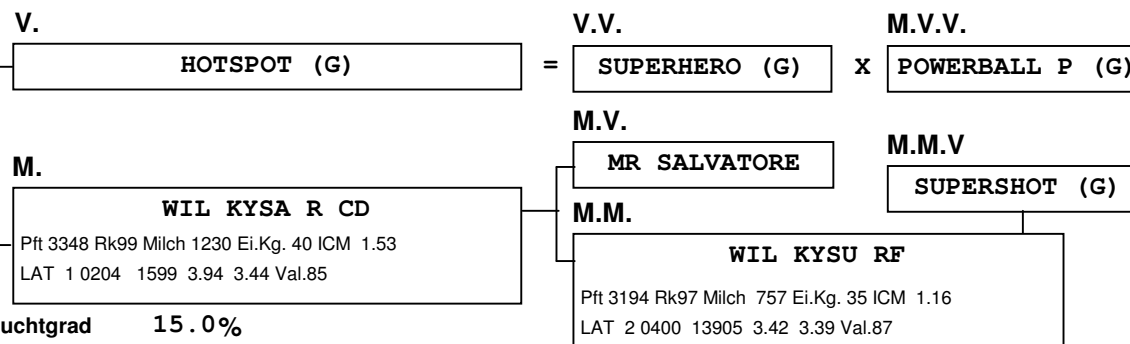 V.
V.V.
M.V.V.
HOTSPOT (G)
=
SUPERHERO (G)
X
POWERBALL P (G)
M.V.
MR SALVATORE
M.M.V
SUPERSHOT (G)
M.
WIL KYSA R CD
Pft 3348 Rk99 Milch 1230 Ei.Kg. 40 ICM 1.53
LAT 1 0204 1599 3.94 3.44 Val.85
M.M.
WIL KYSU RF
Pft 3194 Rk97 Milch 757 Ei.Kg. 35 ICM 1.16
LAT 2 0400 13905 3.42 3.39 Val.87
uchtgrad 15.0%